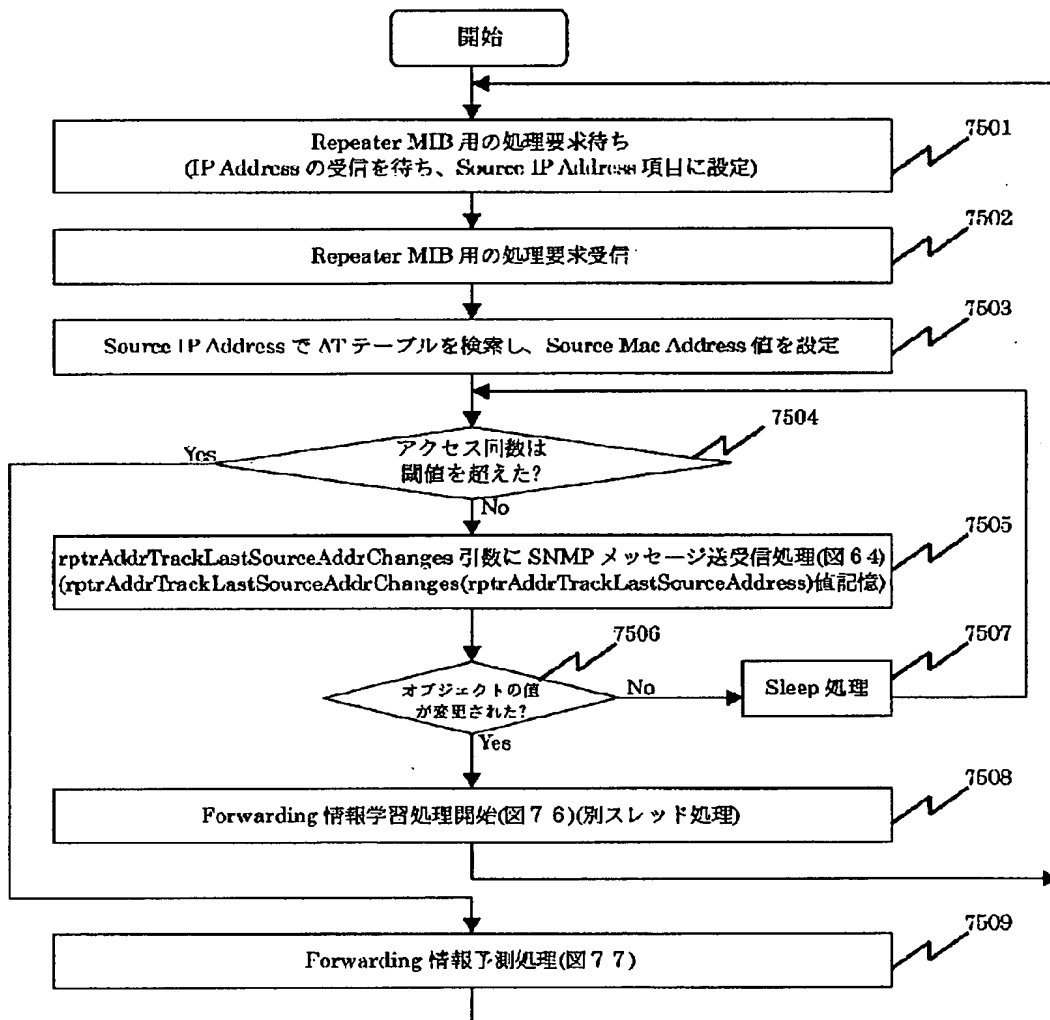 開始
Repeater MIB 用の処理要求待ち
(IP Address の受信を待ち、Source IP Address 項目に設定)
7501
Repeater MIB 用の処理要求受信
7502
Source IP Address で AT テーブルを検索し、Source Mac Address 値を設定
7503
アクセス回数は
閾値を超えた?
7504
Yes
No
rptrAddrTrackLastSourceAddrChanges 引数に SNMP メッセージ送受信処理(図64)
(rptrAddrTrackLastSourceAddrChanges(rptrAddrTrackLastSourceAddress)値記憶)
7505
オブジェクトの値
が変更された?
7506
No
Sleep 処理
7507
Yes
Forwarding 情報学習処理開始(図76)(別スレッド処理)
7508
Forwarding 情報予測処理(図77)
7509